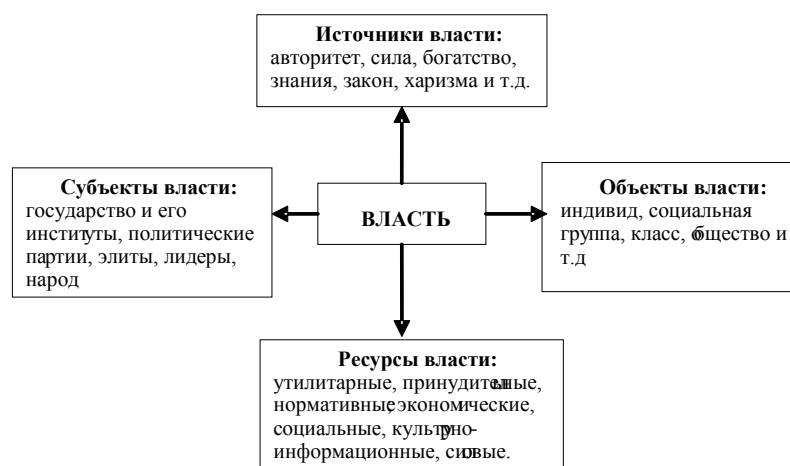 Источники власти:
авторитет, сила, богатство,
знания, закон, харизма и т.д.
Субъекты власти:
государство и его
институты, политические
партии, элиты, лидеры,
народ
ВЛАСТЬ
Объекты власти:
индивид, социальная
группа, класс, общество и
т.д
Ресурсы власти:
утилитарные, принудительные,
нормативные, экономические,
социальные, культурно-
информационные, силовые.